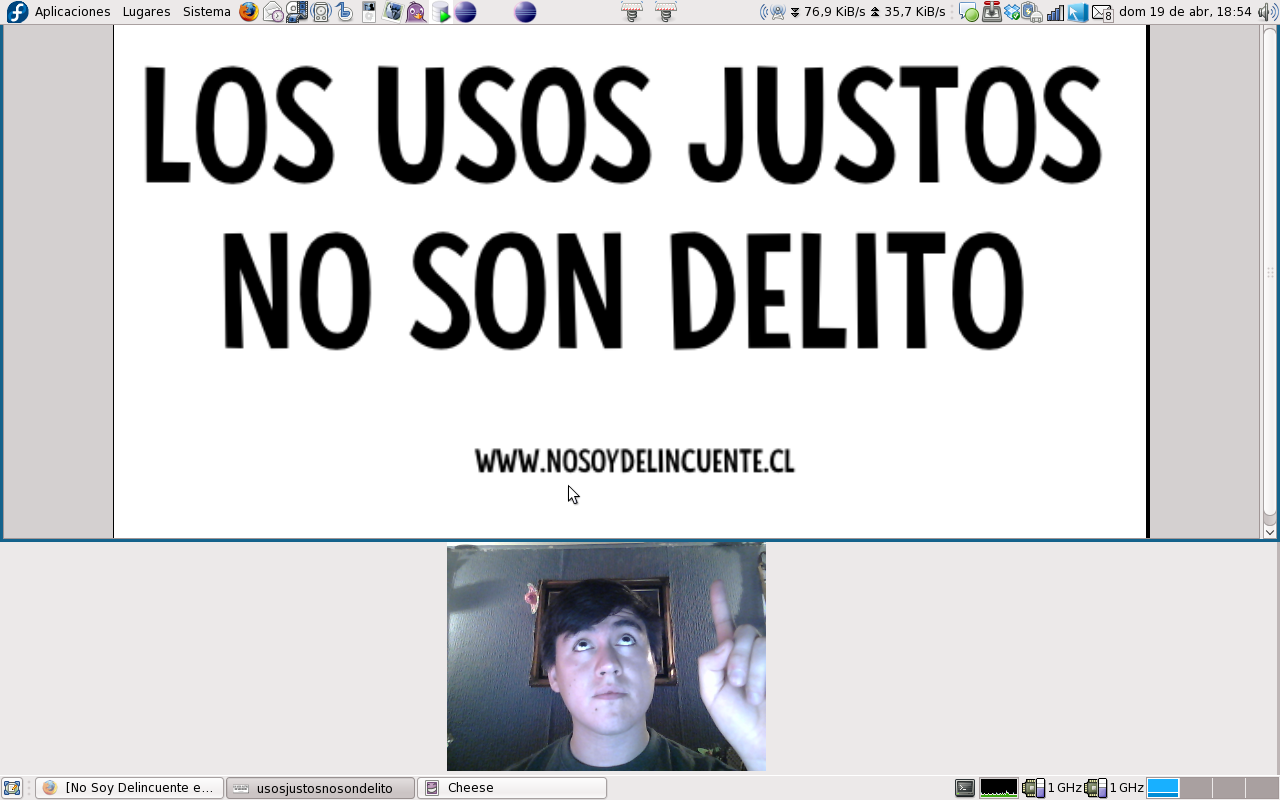 Aplicaciones Lugares Sistema 76,9 KiB/s 35,7 KiB/s dom 19 de abr, 18:54
LOS USOS JUSTOS
NO SON DELITO
WWW.NOSOYDELINCUENTE.CL
[No Soy Delincuente e... usosjustosnosondelito Cheese 1 GHz 1 GHz